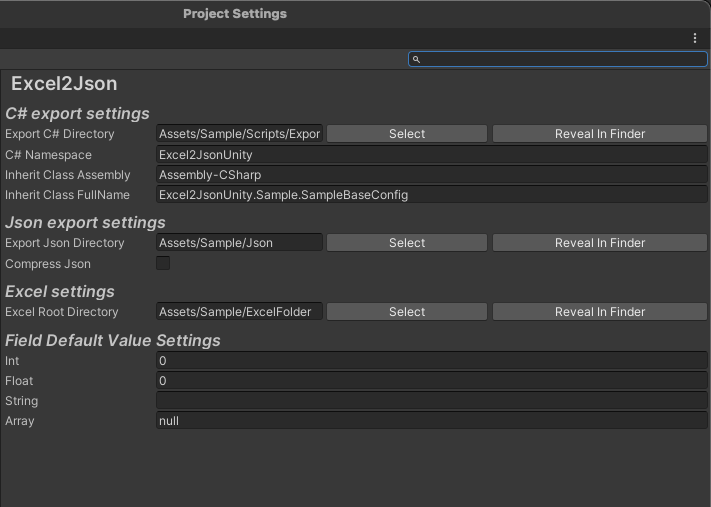 Project Settings
Excel2Json
C# export settings
Export C# Directory Assets/Sample/Scripts/Expor Select Reveal In Finder
C# Namespace Excel2JsonUnity
Inherit Class Assembly Assembly-CSharp
Inherit Class FullName Excel2JsonUnity.Sample.SampleBaseConfig
Json export settings
Export Json Directory Assets/Sample/Json Select Reveal In Finder
Compress Json
Excel settings
Excel Root Directory Assets/Sample/ExcelFolder Select Reveal In Finder
Field Default Value Settings
Int 0
Float 0
String
Array null